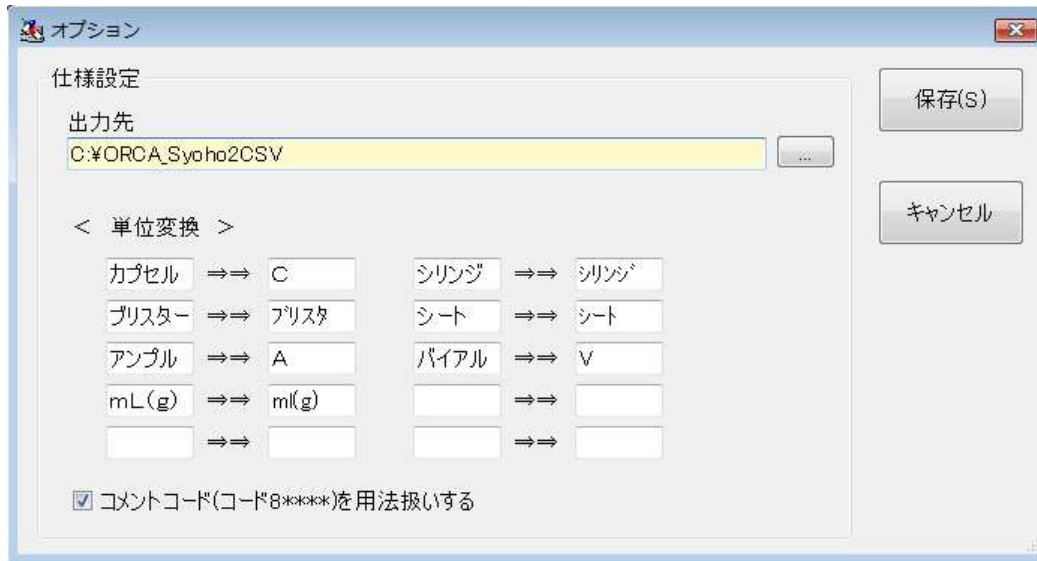 オプション
仕様設定
出力先
C:¥ORCA_Syoho2CSV
...
保存(S)
キャンセル
< 単位変換 >
カプセル ⇒⇒ C シリンジ ⇒⇒ ｼﾘﾝｼﾞ
ブリスター ⇒⇒ ﾌﾞﾘｽﾀ シート ⇒⇒ ｼｰﾄ
アンプル ⇒⇒ A バイアル ⇒⇒ V
mL(g) ⇒⇒ ml(g) ⇒⇒
⇒⇒ ⇒⇒
コメントコード(コード8****)を用法扱いする